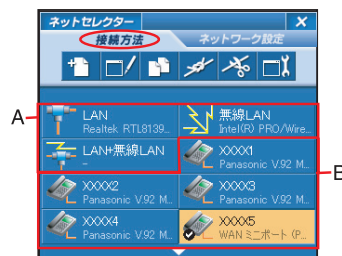 ネットセレクター
接続方法
ネットワーク設定
A
LAN
Realtek RTL8139...
無線LAN
Intel(R) PRO/Wire...
LAN+無線LAN
-
XXXX1
Panasonic V.92 M...
B
XXXX2
Panasonic V.92 M...
XXXX3
Panasonic V.92 M...
XXXX4
Panasonic V.92 M...
XXXX5
WAN ミニポート (P...